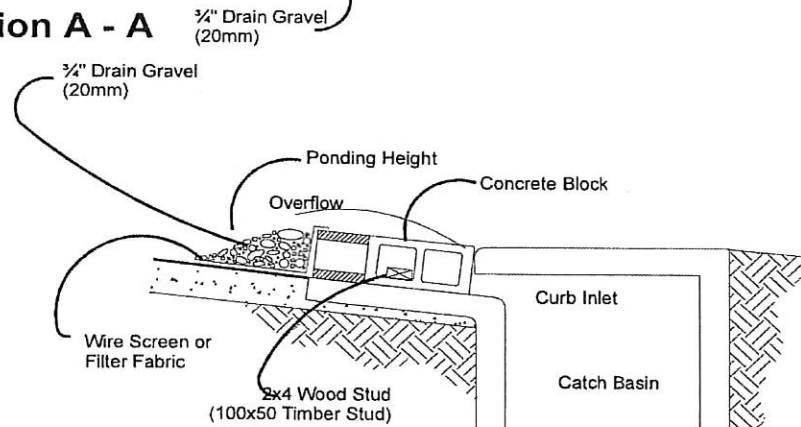 ion A - A
¾" Drain Gravel
(20mm)
¾" Drain Gravel
(20mm)
Ponding Height
Concrete Block
Overflow
Curb Inlet
Wire Screen or
Filter Fabric
Catch Basin
2x4 Wood Stud
(100x50 Timber Stud)